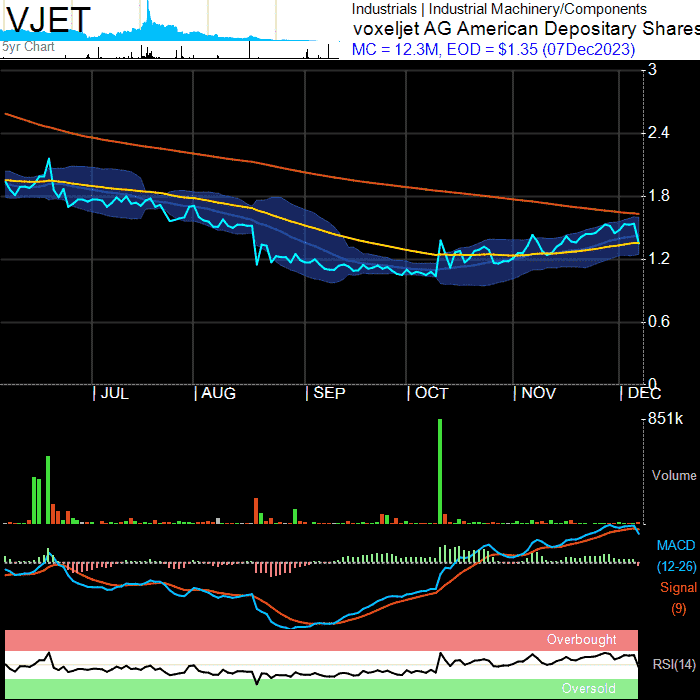 VJET
5yr Chart
Industrials | Industrial Machinery/Components
voxeljet AG American Depositary Shares
MC = 12.3M, EOD = $1.35 (07Dec2023)
3
2.4
1.8
1.2
0.6
0
JUL AUG SEP OCT NOV DEC
851k
Volume
MACD
(12-26)
Signal
(9)
Overbought
RSI(14)
Oversold